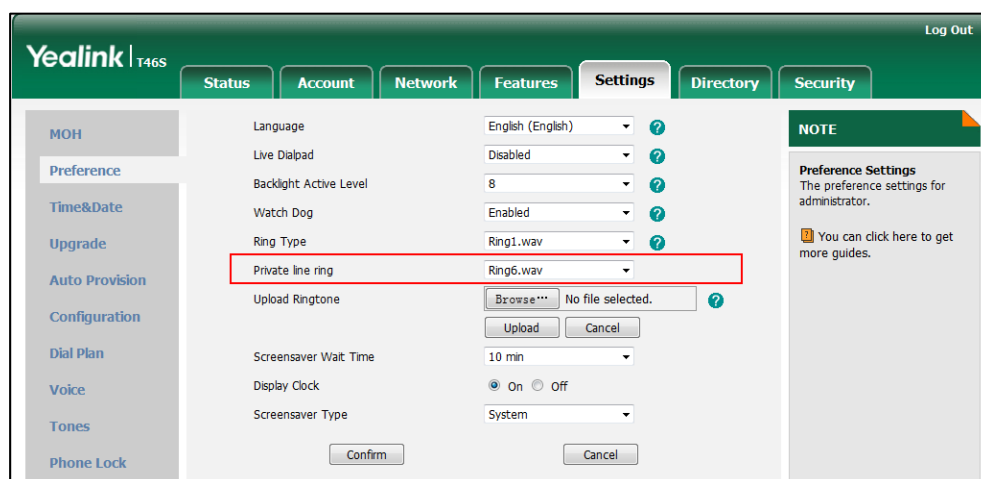 Log Out
Yealink | T46S
Status Account Network Features Settings Directory Security
MOH
Preference
Time&Date
Upgrade
Auto Provision
Configuration
Dial Plan
Voice
Tones
Phone Lock
Language English (English) ?
Live Dialpad Disabled ?
Backlight Active Level 8 ?
Watch Dog Enabled ?
Ring Type Ring1.wav ?
Private line ring Ring6.wav
Upload Ringtone Browse··· No file selected. ?
Upload Cancel
Screensaver Wait Time 10 min
Display Clock On Off
Screensaver Type System
Confirm Cancel
NOTE
Preference Settings
The preference settings for
administrator.
? You can click here to get
more guides.